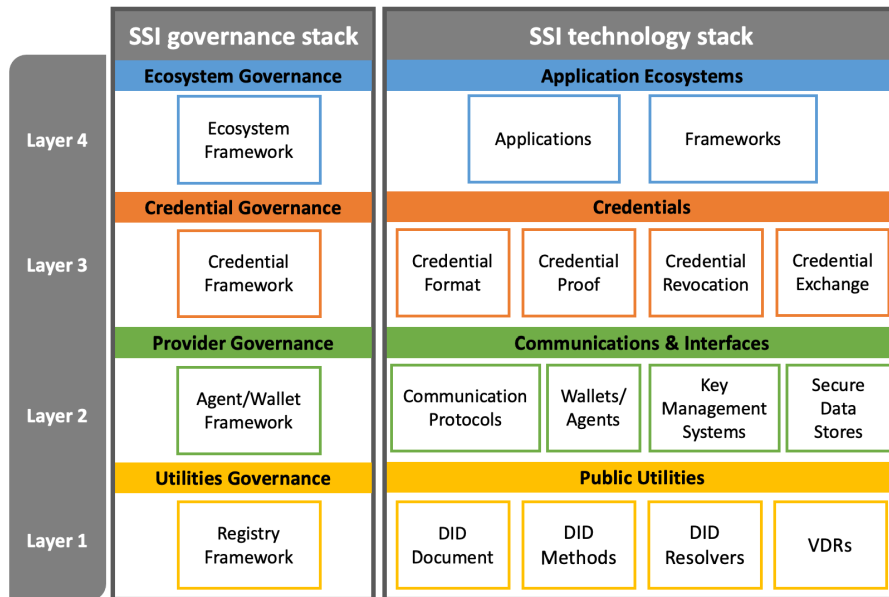 SSI governance stack
SSI technology stack
Ecosystem Governance
Application Ecosystems
Layer 4
Ecosystem
Framework
Applications
Frameworks
Credential Governance
Credentials
Layer 3
Credential
Framework
Credential
Format
Credential
Proof
Credential
Revocation
Credential
Exchange
Provider Governance
Communications & Interfaces
Layer 2
Agent/Wallet
Framework
Communication
Protocols
Wallets/
Agents
Key
Management
Systems
Secure
Data
Stores
Utilities Governance
Public Utilities
Layer 1
Registry
Framework
DID
Document
DID
Methods
DID
Resolvers
VDRs